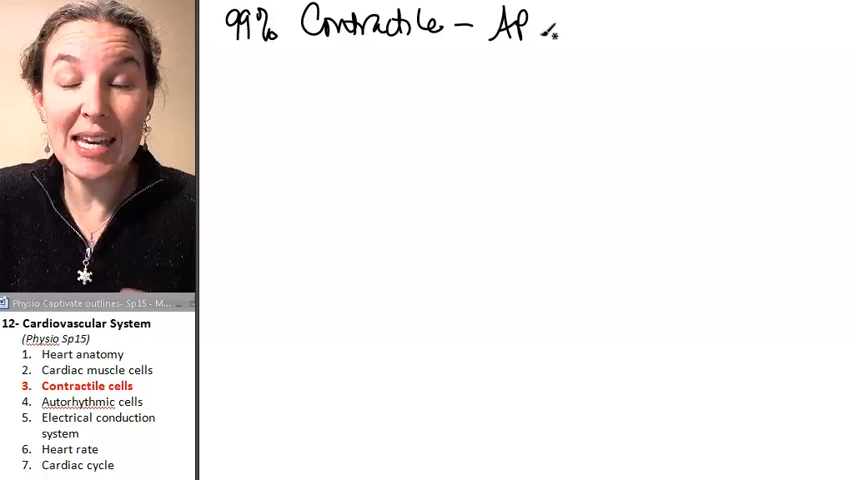 99% Contractile - AP
Physio Captivate outlines- Sp15 - M...
12- Cardiovascular System
(Physio Sp15)
1. Heart anatomy
2. Cardiac muscle cells
3. Contractile cells
4. Autorhythmic cells
5. Electrical conduction
system
6. Heart rate
7. Cardiac cycle